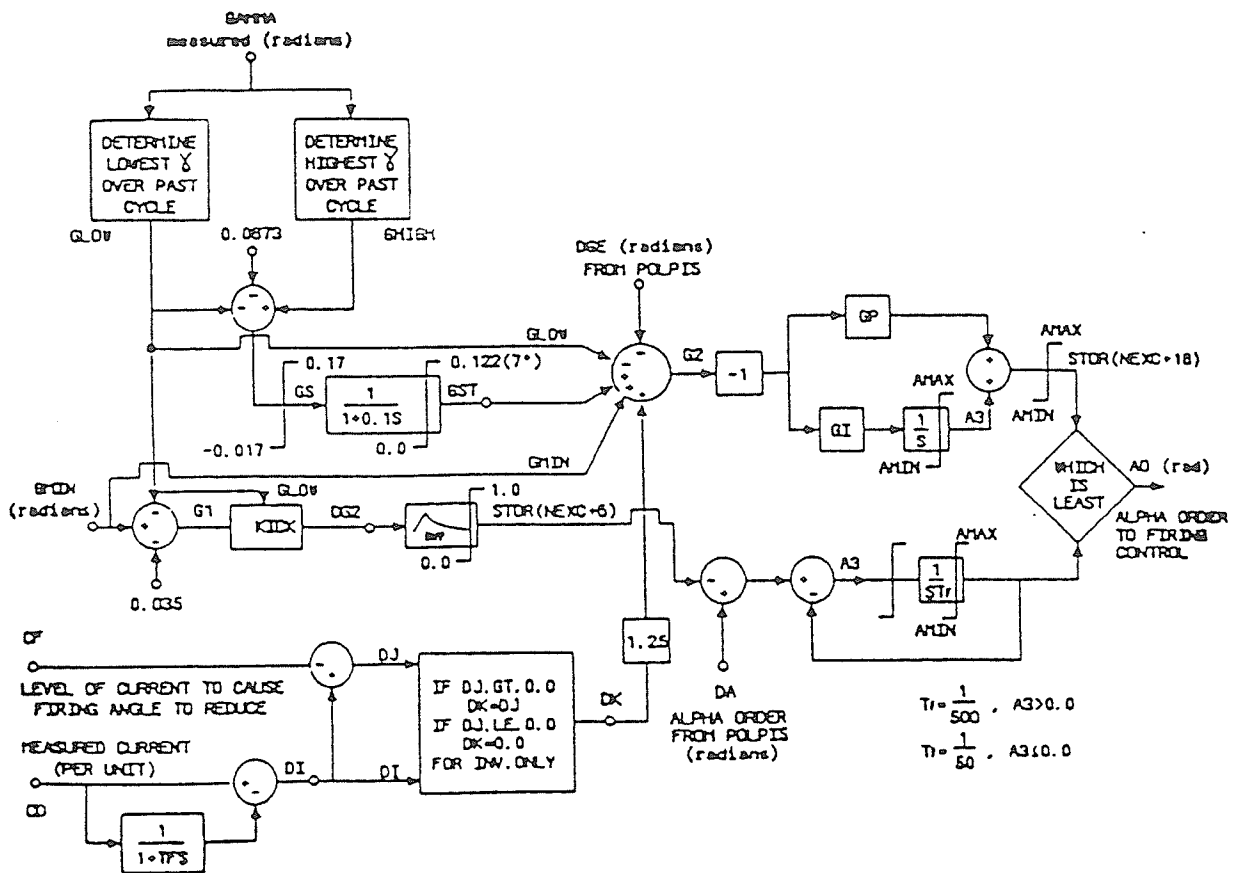 GAMMA
measured (radians)
DETERMINE
LOWEST γ
OVER PAST
CYCLE
DETERMINE
HIGHEST γ
OVER PAST
CYCLE
GLOW
0.0873
GHIGH
DGE (radians)
FROM POLPIS
GLOW
0.17
0.122(7°)
GS
1
1+0.1S
GST
-0.017
0.0
G2
-1
GP
GI
1
S
AMAX
A3
AMIN
AMAX
STOR(NEXC+18)
AMIN
WHICH
IS
LEAST
AO (rad)
ALPHA ORDER
TO FIRING
CONTROL
GMIN
GMIN
(radians)
GLOW
G1
KICK
DG2
1.0
STOR(NEXC+6)
0.0
0.035
A3
1
STr
AMAX
AMIN
1.25
DA
ALPHA ORDER
FROM POLPIS
(radians)
Tr= 1/500 , A3>0.0
Tr= 1/50 , A3≤0.0
CF
LEVEL OF CURRENT TO CAUSE
FIRING ANGLE TO REDUCE
DJ
IF DJ.GT.0.0
DK=DJ
IF DJ.LE.0.0
DK=0.0
FOR INV.ONLY
DK
MEASURED CURRENT
(PER UNIT)
CD
DI
DI
1
1+TFS